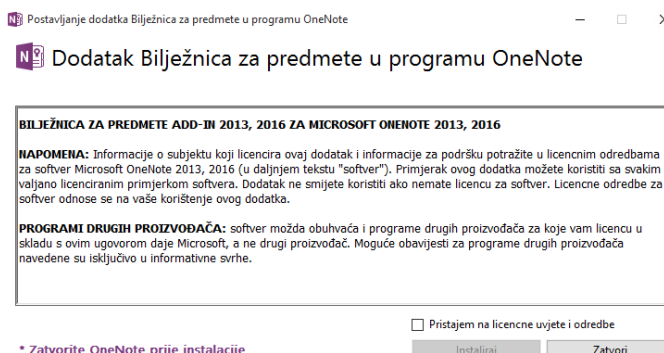 Postavljanje dodatka Bilježnica za predmete u programu OneNote
Dodatak Bilježnica za predmete u programu OneNote
BILJEŽNICA ZA PREDMETE ADD-IN 2013, 2016 ZA MICROSOFT ONENOTE 2013, 2016
NAPOMENA: Informacije o subjektu koji licencira ovaj dodatak i informacije za podršku potražite u licencnim odredbama
za softver Microsoft OneNote 2013, 2016 (u daljnjem tekstu "softver"). Primjerak ovog dodatka možete koristiti sa svakim
valjano licenciranim primjerkom softvera. Dodatak ne smijete koristiti ako nemate licencu za softver. Licencne odredbe za
softver odnose se na vaše korištenje ovog dodatka.
PROGRAMI DRUGIH PROIZVOĐAČA: softver možda obuhvaća i programe drugih proizvođača za koje vam licencu u
skladu s ovim ugovorom daje Microsoft, a ne drugi proizvođač. Moguće obavijesti za programe drugih proizvođača
navedene su isključivo u informativne svrhe.
Pristajem na licencne uvjete i odredbe
* Zatvorite OneNote prije instalacije
Instaliraj Zatvori